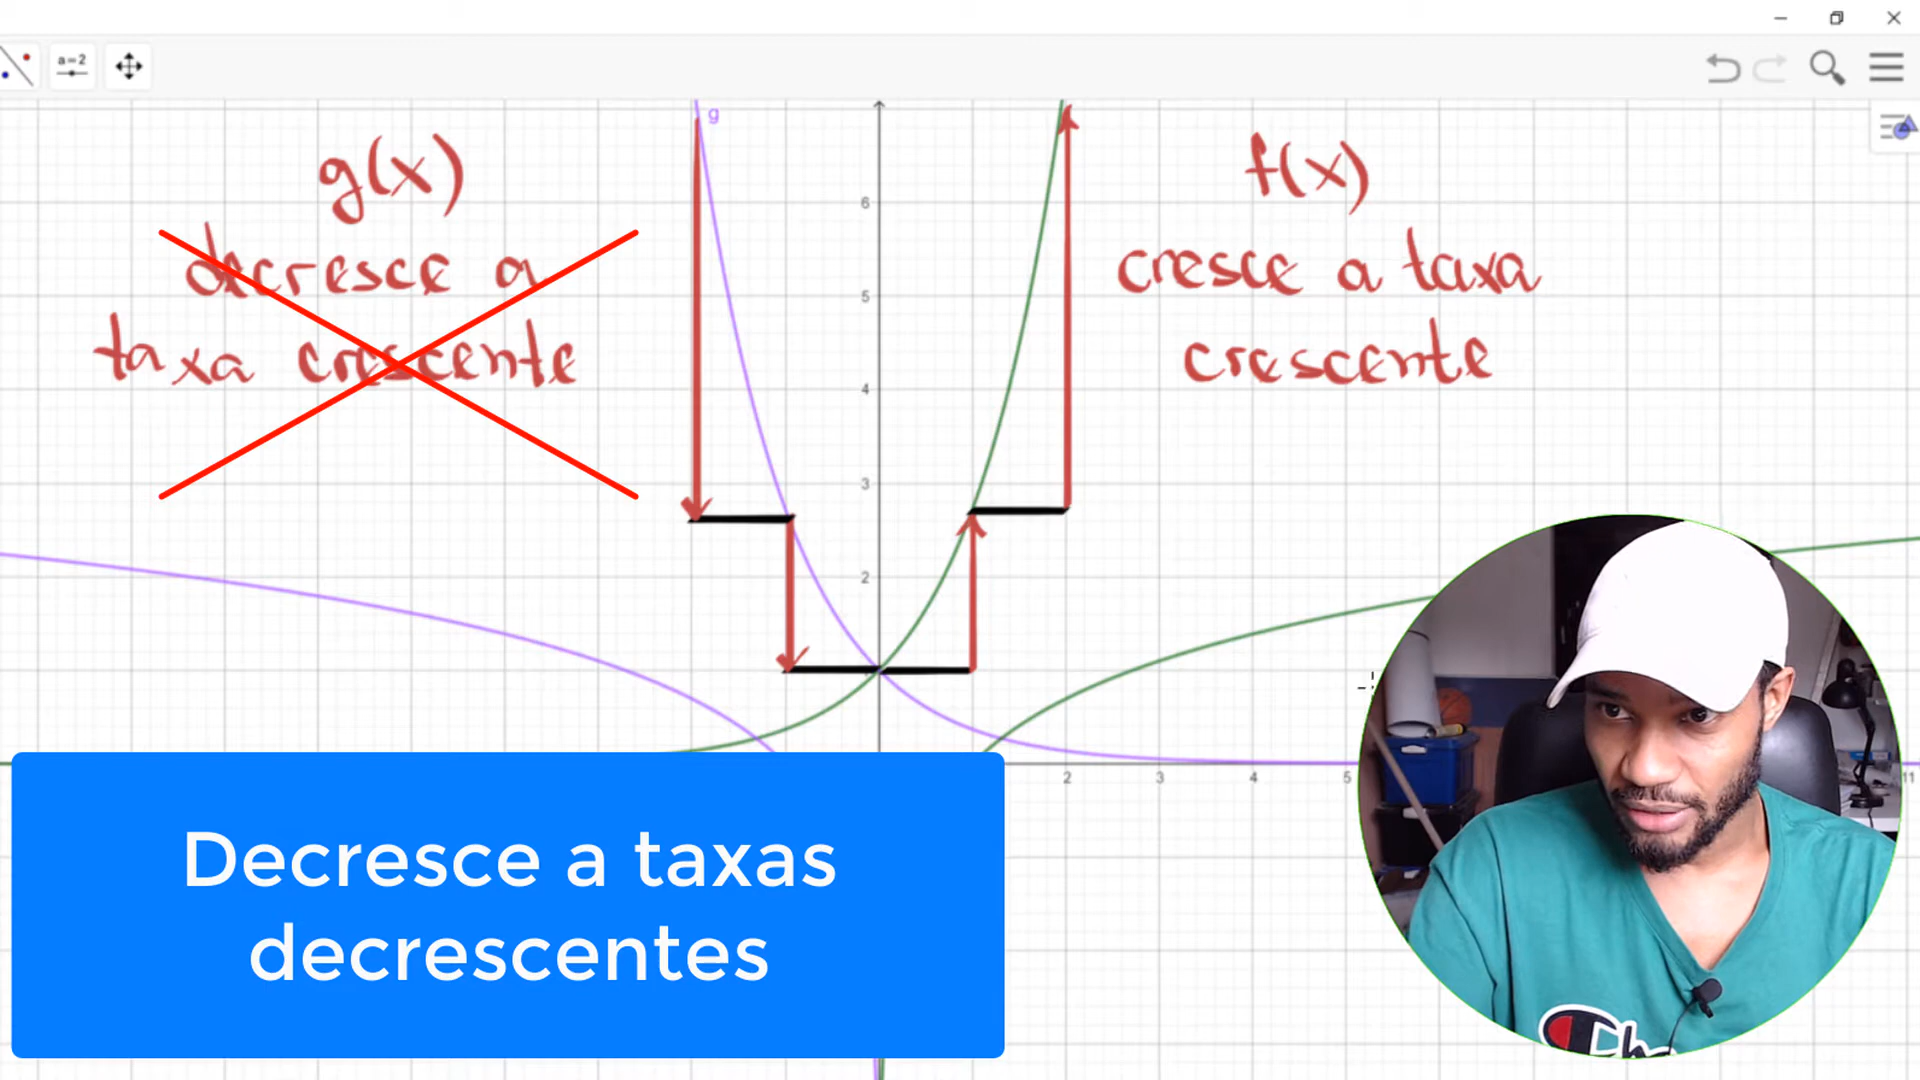 a=2
g
g(x)
decresce a
taxa crescente
f(x)
cresce a taxa
crescente
6
5
4
3
2
2
3
4
5
11
Decresce a taxas
decrescentes